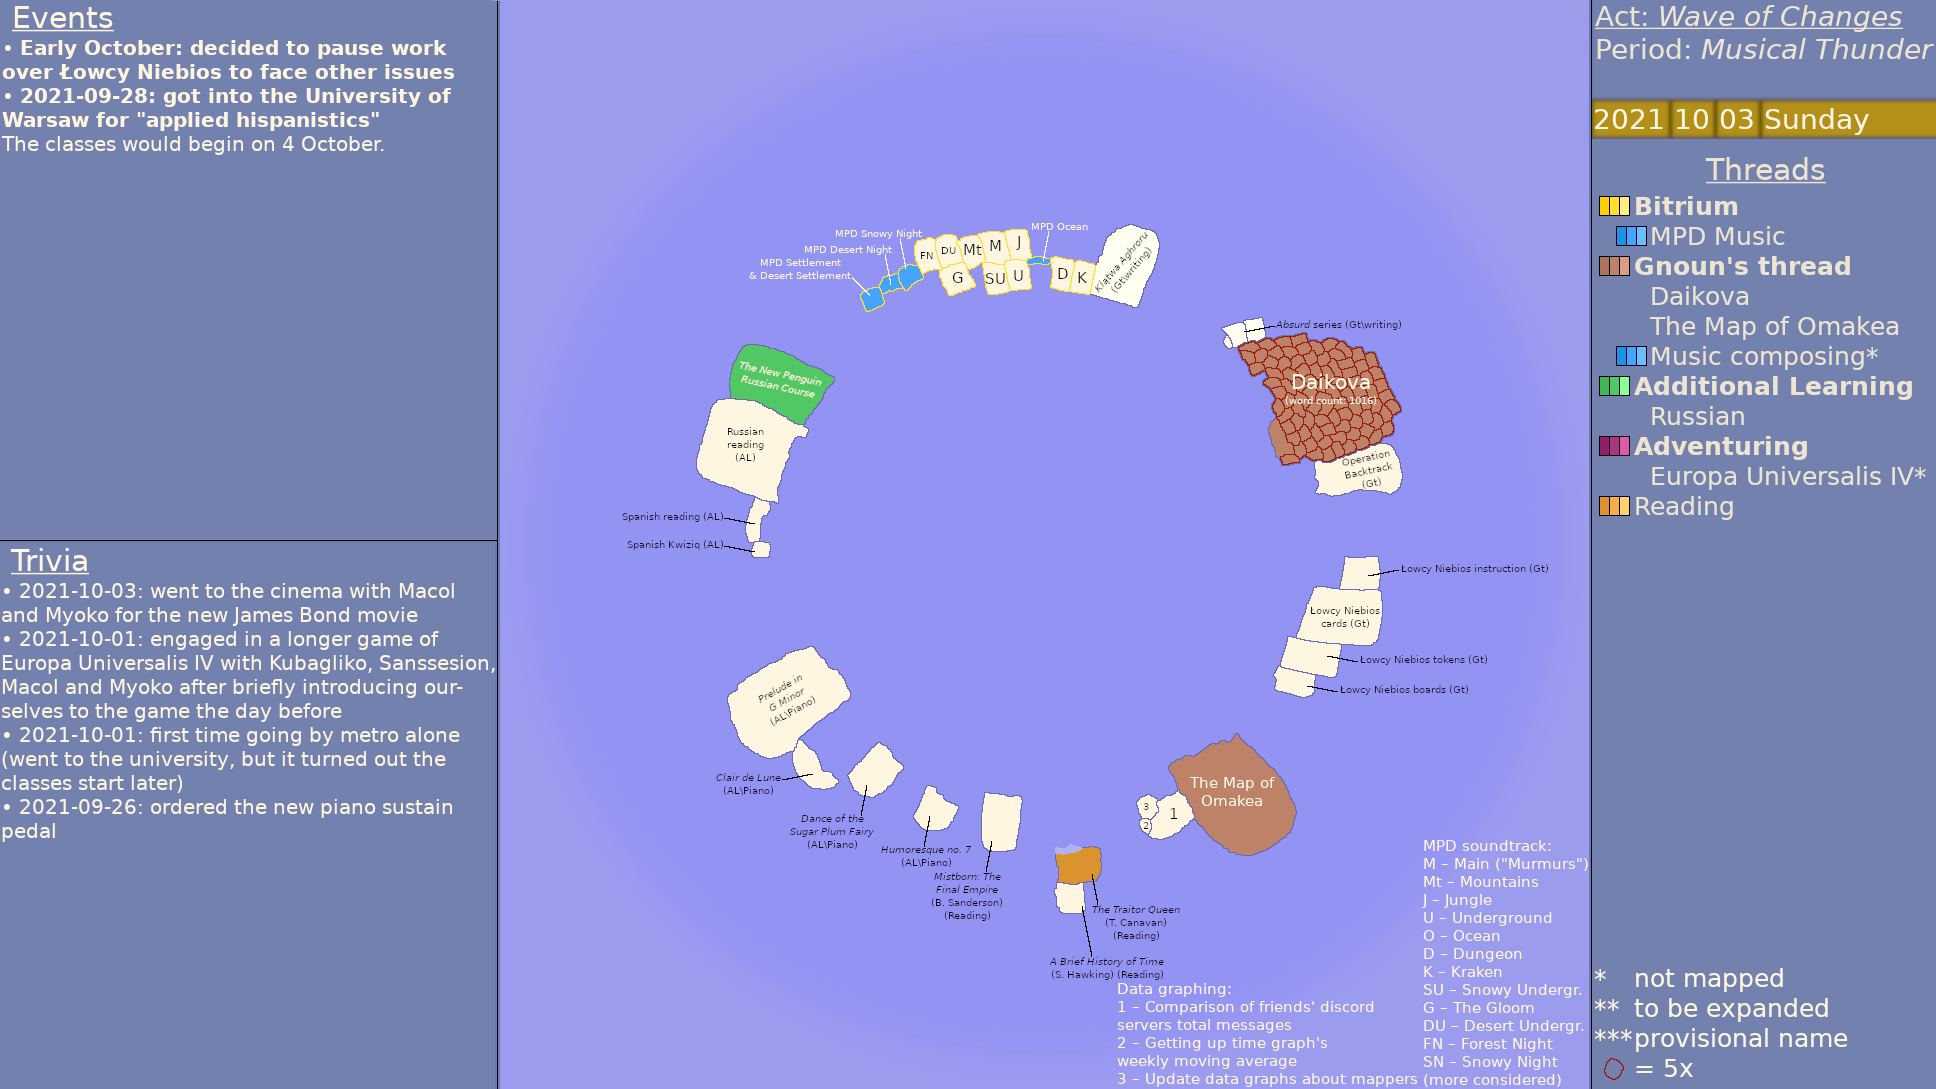 Events
• Early October: decided to pause work
over Łowcy Niebios to face other issues
• 2021-09-28: got into the University of
Warsaw for "applied hispanistics"
The classes would begin on 4 October.
Trivia
• 2021-10-03: went to the cinema with Macol
and Myoko for the new James Bond movie
• 2021-10-01: engaged in a longer game of
Europa Universalis IV with Kubagliko, Sanssesion,
Macol and Myoko after briefly introducing our-
selves to the game the day before
• 2021-10-01: first time going by metro alone
(went to the university, but it turned out the
classes start later)
• 2021-09-26: ordered the new piano sustain
pedal
MPD Snowy Night
MPD Desert Night
MPD Settlement
& Desert Settlement
FN
DU
Mt
M
J
G
SU
U
MPD Ocean
D
K
Klątwa Aghroru
(Gt\writing)
Absurd series (Gt\writing)
Daikova
(word count: 1016)
Operation
Backtrack
(Gt)
The New Penguin
Russian Course
Russian
reading
(AL)
Spanish reading (AL)
Spanish Kwiziq (AL)
Łowcy Niebios instruction (Gt)
Łowcy Niebios
cards (Gt)
Łowcy Niebios tokens (Gt)
Łowcy Niebios boards (Gt)
Prelude in
G Minor
(AL\Piano)
Clair de Lune
(AL\Piano)
Dance of the
Sugar Plum Fairy
(AL\Piano)
Humoresque no. 7
(AL\Piano)
Mistborn: The
Final Empire
(B. Sanderson)
(Reading)
The Map of
Omakea
3
2
1
The Traitor Queen
(T. Canavan)
(Reading)
A Brief History of Time
(S. Hawking) (Reading)
Data graphing:
1 – Comparison of friends' discord
servers total messages
2 – Getting up time graph's
weekly moving average
3 – Update data graphs about mappers
MPD soundtrack:
M – Main ("Murmurs")
Mt – Mountains
J – Jungle
U – Underground
O – Ocean
D – Dungeon
K – Kraken
SU – Snowy Undergr.
G – The Gloom
DU – Desert Undergr.
FN – Forest Night
SN – Snowy Night
(more considered)
Act: Wave of Changes
Period: Musical Thunder
2021 10 03 Sunday
Threads
Bitrium
MPD Music
Gnoun's thread
Daikova
The Map of Omakea
Music composing*
Additional Learning
Russian
Adventuring
Europa Universalis IV*
Reading
* not mapped
** to be expanded
*** provisional name
= 5x